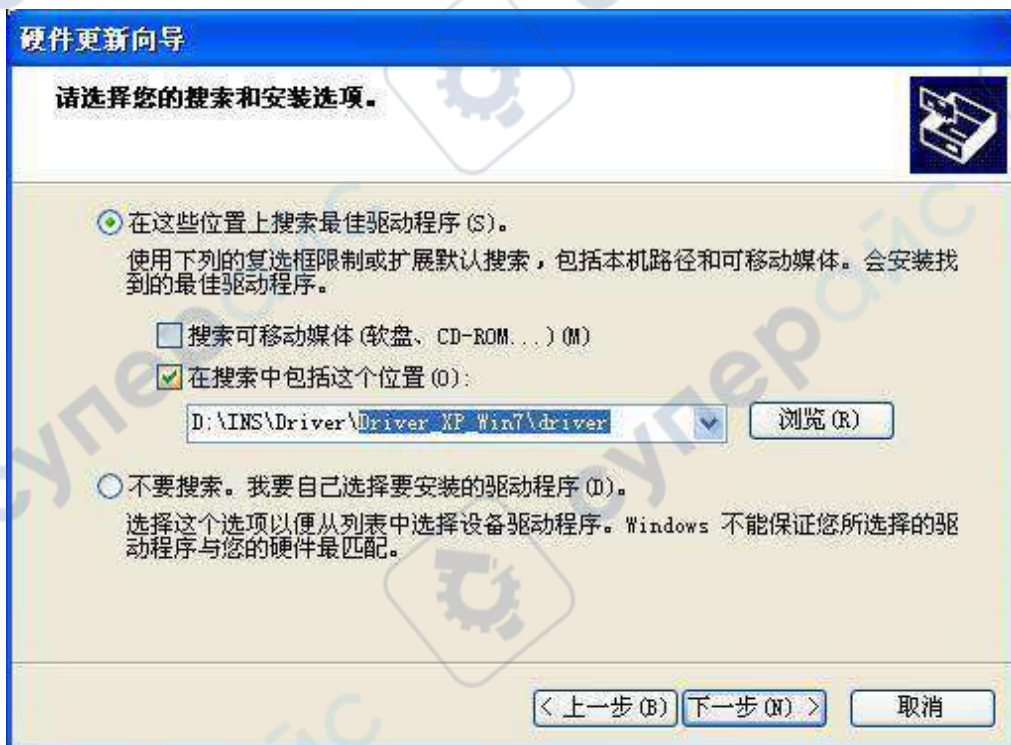 硬件更新向导
请选择您的搜索和安装选项。
在这些位置上搜索最佳驱动程序(S)。
使用下列的复选框限制或扩展默认搜索，包括本机路径和可移动媒体。会安装找
到的最佳驱动程序。
搜索可移动媒体(软盘、CD-ROM...)(M)
在搜索中包括这个位置(O):
D:\INS\Driver\Driver_XP_Win7\driver
浏览(R)
不要搜索。我要自己选择要安装的驱动程序(D)。
选择这个选项以便从列表中选择设备驱动程序。Windows 不能保证您所选择的驱
动程序与您的硬件最匹配。
< 上一步(B)
下一步(N) >
取消